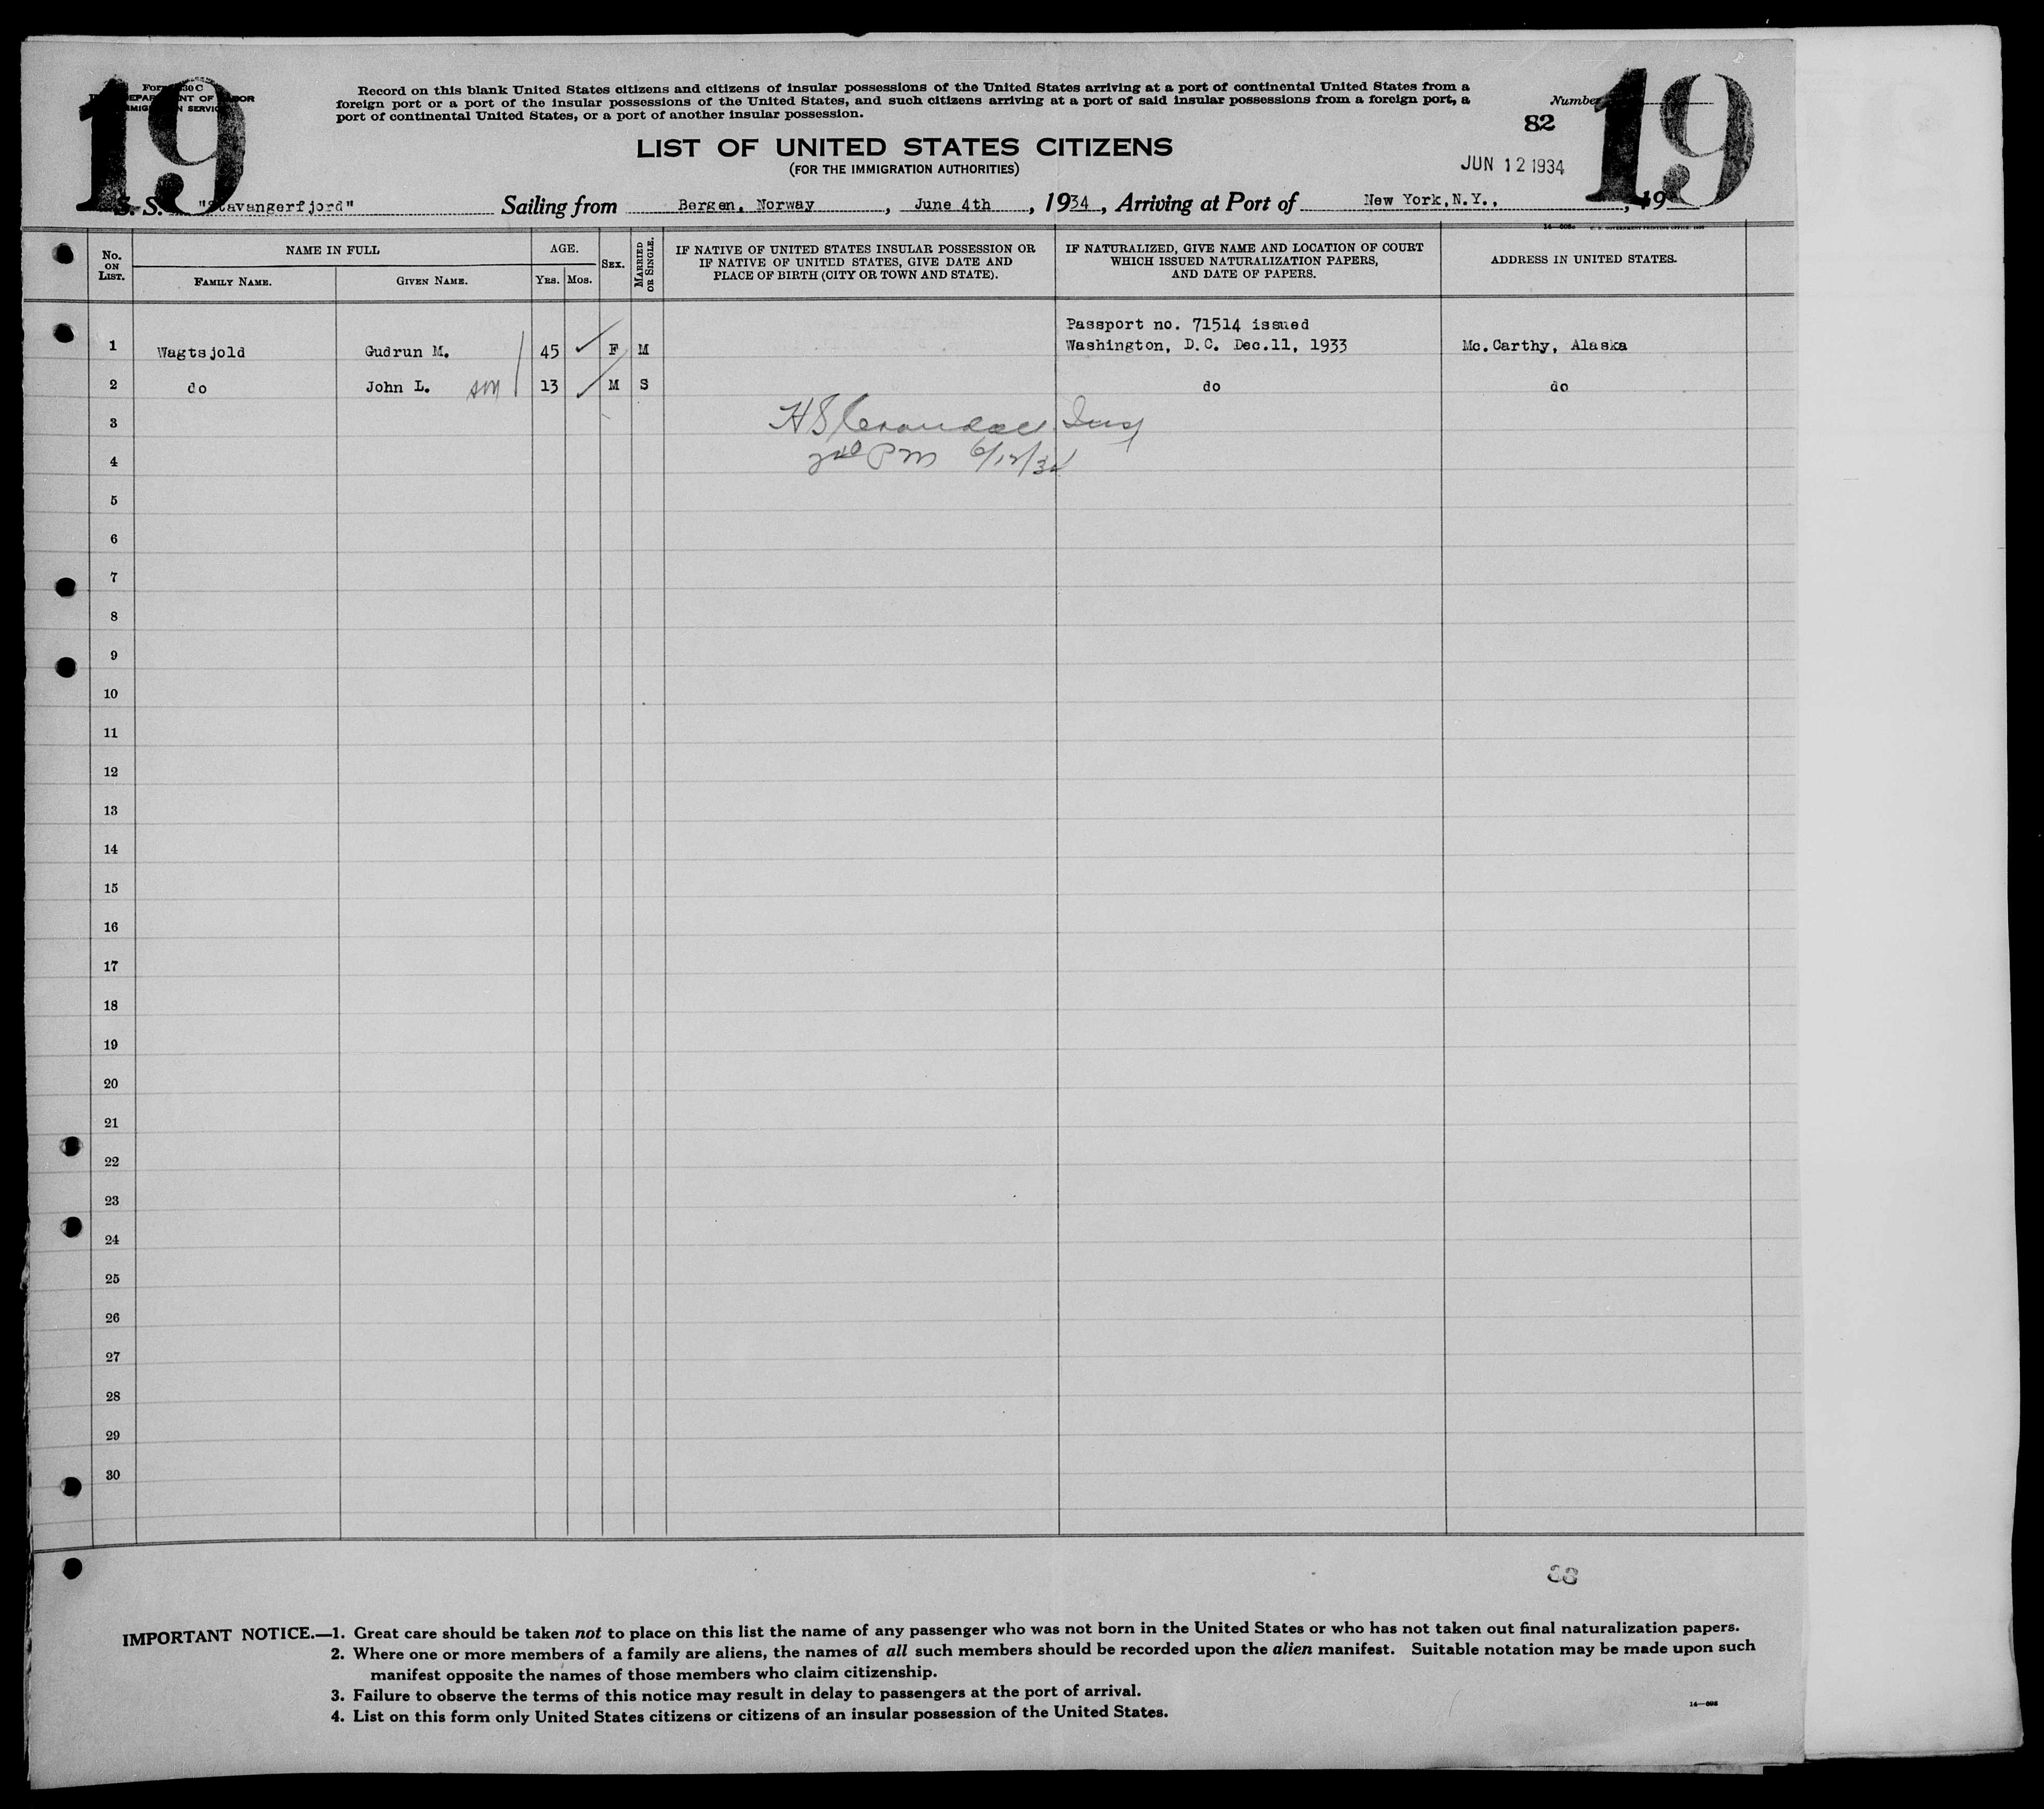 19
19
Record on this blank United States citizens and citizens of insular possessions of the United States arriving at a port of continental United States from a
foreign port or a port of the insular possessions of the United States, and such citizens arriving at a port of said insular possessions from a foreign port, a
port of continental United States, or a port of another insular possession.
Number
82
LIST OF UNITED STATES CITIZENS
(FOR THE IMMIGRATION AUTHORITIES)
JUN 12 1934
S. S. "Stavangerfjord" Sailing from Bergen, Norway, June 4th, 1934, Arriving at Port of New York,N.Y., , 19
No. ON LIST.
NAME IN FULL
FAMILY NAME.
GIVEN NAME.
AGE.
YRS.
MOS.
SEX.
MARRIED OR SINGLE.
IF NATIVE OF UNITED STATES INSULAR POSSESSION OR
IF NATIVE OF UNITED STATES, GIVE DATE AND
PLACE OF BIRTH (CITY OR TOWN AND STATE).
IF NATURALIZED, GIVE NAME AND LOCATION OF COURT
WHICH ISSUED NATURALIZATION PAPERS,
AND DATE OF PAPERS.
ADDRESS IN UNITED STATES.
Passport no. 71514 issued
1 Wagtsjold Gudrun M. 45 F M Washington, D.C. Dec.11, 1933 Mc.Carthy, Alaska
2 do John L. son 13 M S do do
3
4 PM 6/12/34
5
6
7
8
9
10
11
12
13
14
15
16
17
18
19
20
21
22
23
24
25
26
27
28
29
30
88
IMPORTANT NOTICE.—1. Great care should be taken not to place on this list the name of any passenger who was not born in the United States or who has not taken out final naturalization papers.
2. Where one or more members of a family are aliens, the names of all such members should be recorded upon the alien manifest. Suitable notation may be made upon such
manifest opposite the names of those members who claim citizenship.
3. Failure to observe the terms of this notice may result in delay to passengers at the port of arrival.
4. List on this form only United States citizens or citizens of an insular possession of the United States.